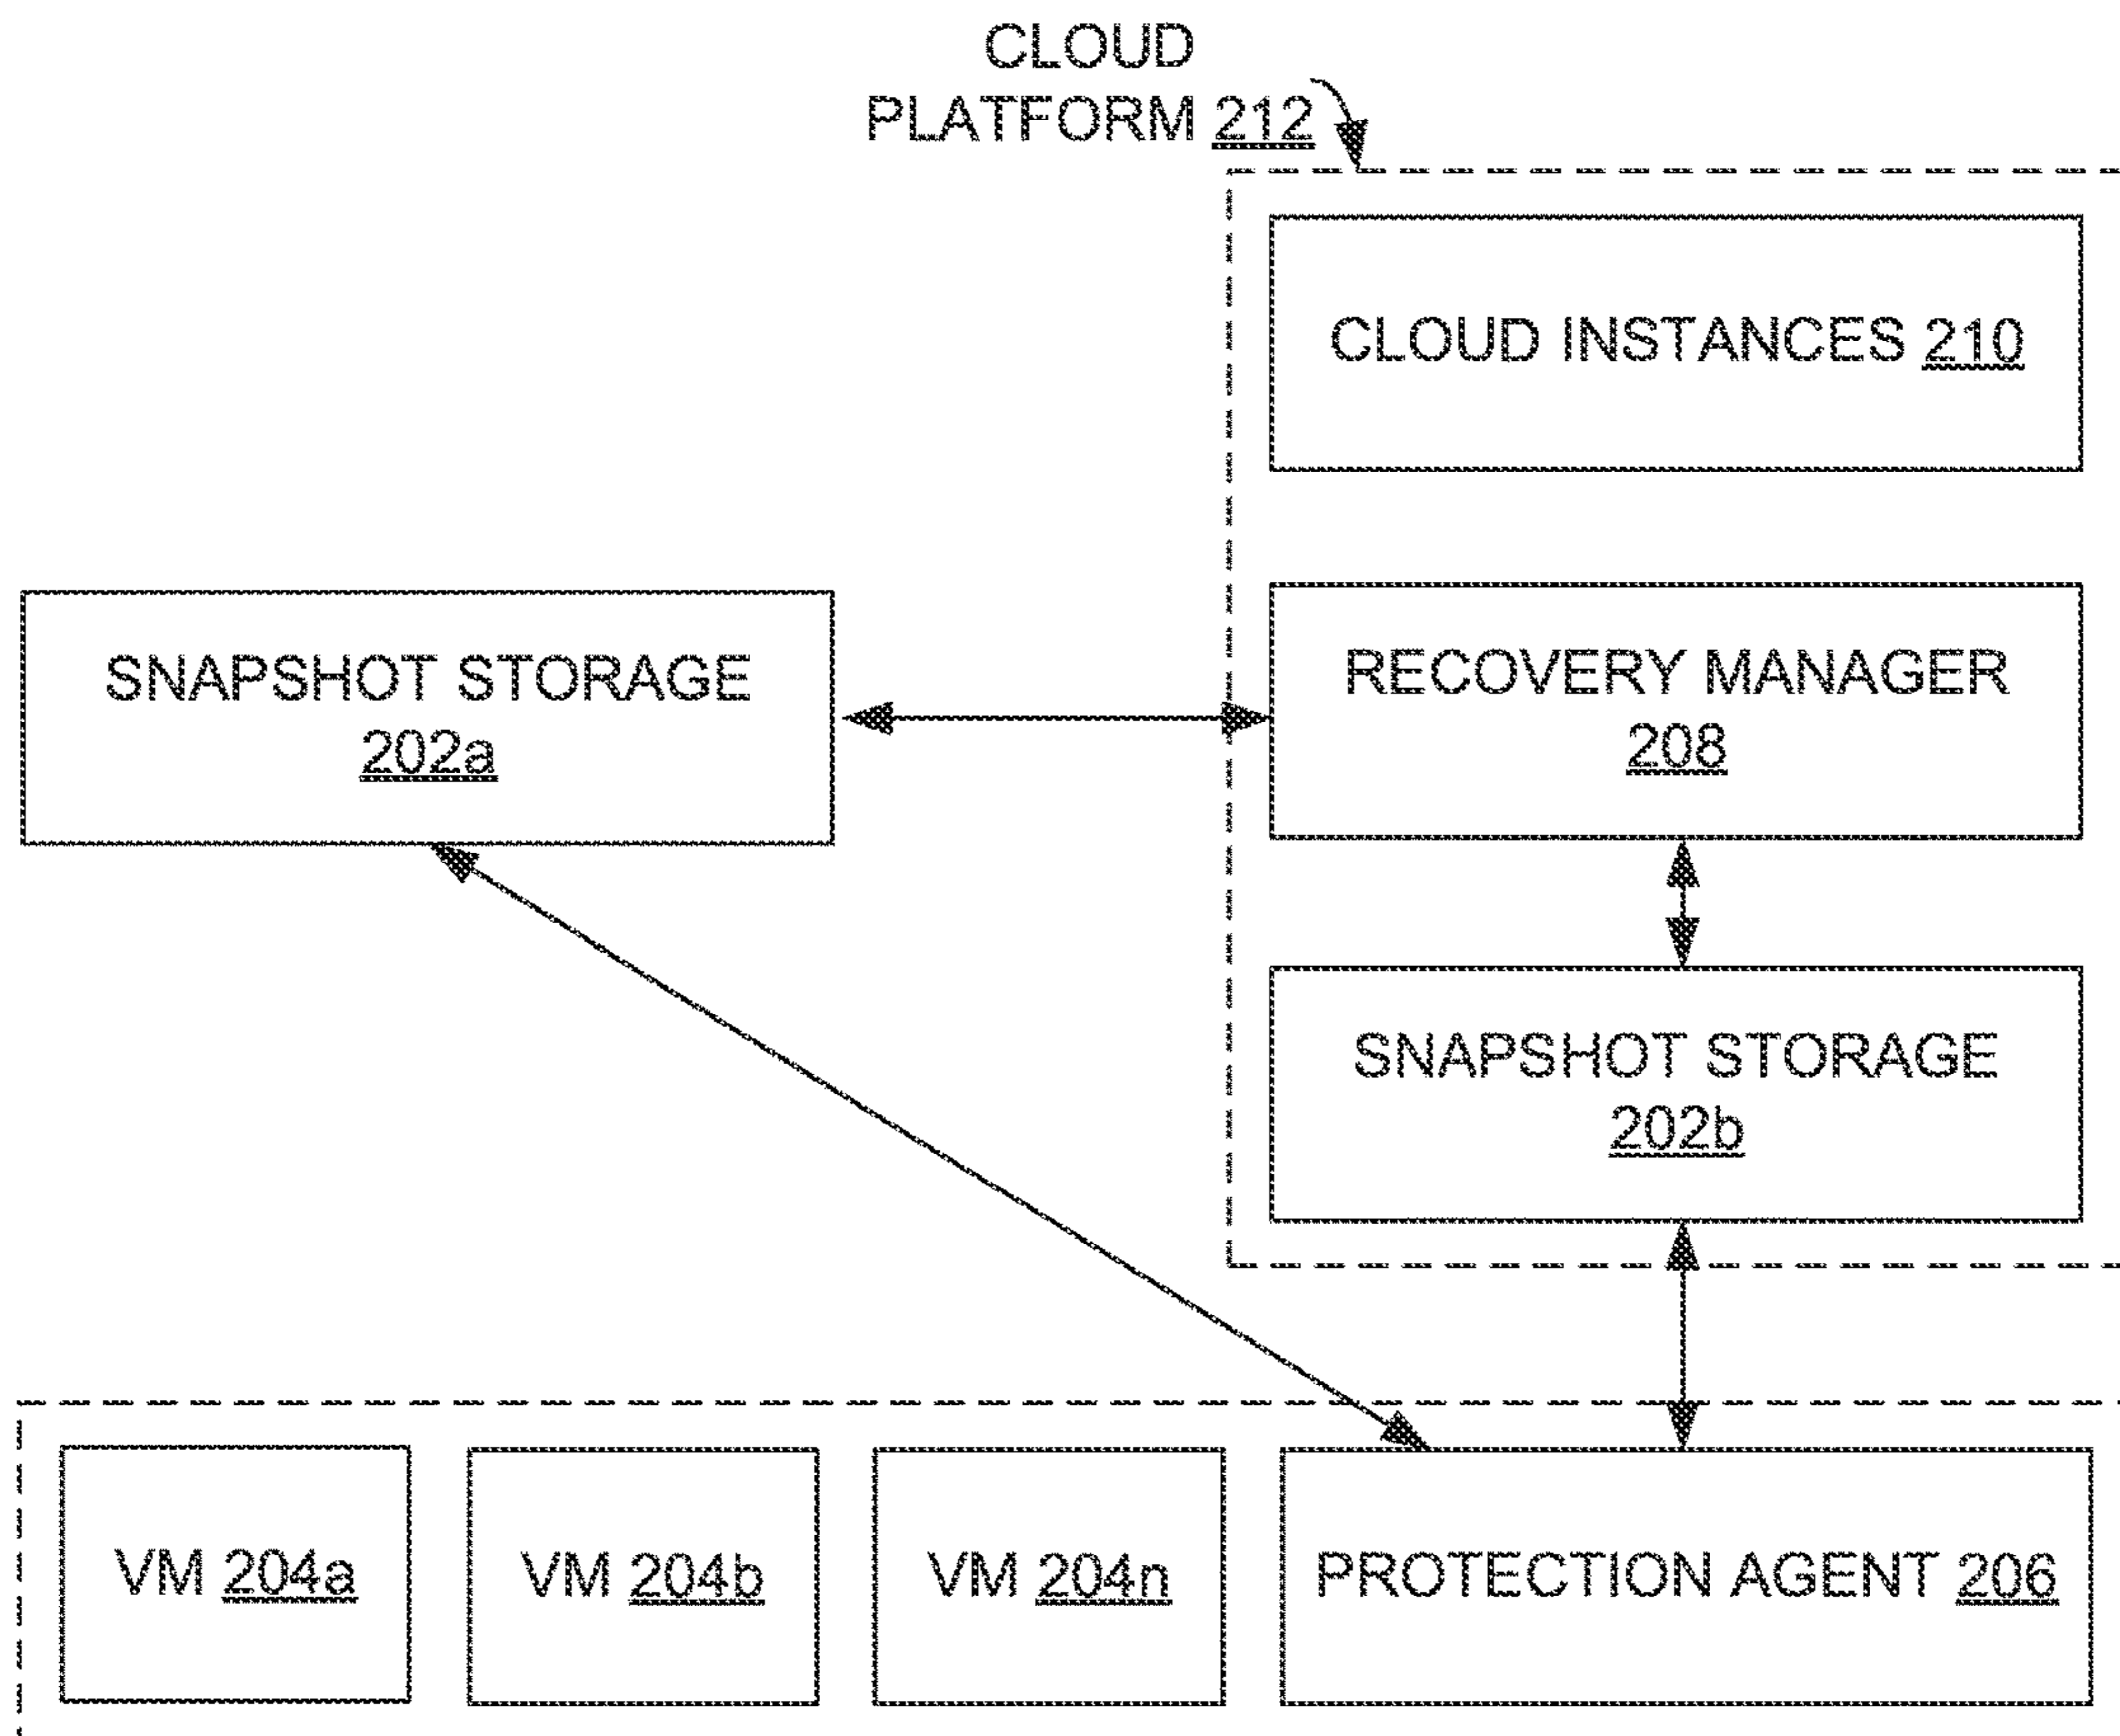 CLOUD
PLATFORM 212
CLOUD INSTANCES 210
SNAPSHOT STORAGE
202a
RECOVERY MANAGER
208
SNAPSHOT STORAGE
202b
VM 204a
VM 204b
VM 204n
PROTECTION AGENT 206